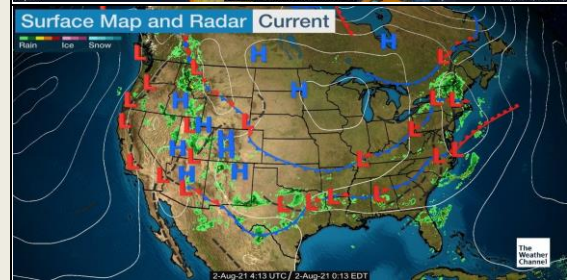 Surface Map and Radar Current
Rain Ice Snow
L H H L L L H L L L L L H H L H H L L H L L L L H L H L L L L L L
2-Aug-21 4:13 UTC / 2-Aug-21 0:13 EDT
The
Weather
Channel